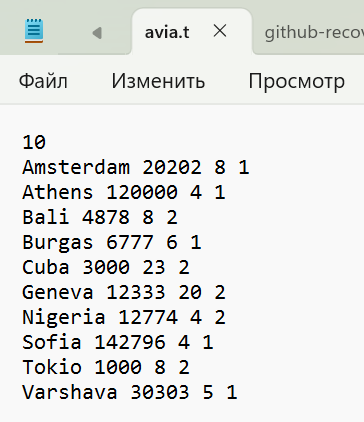 avia.t
github-recov
Файл Изменить Просмотр
10
Amsterdam 20202 8 1
Athens 120000 4 1
Bali 4878 8 2
Burgas 6777 6 1
Cuba 3000 23 2
Geneva 12333 20 2
Nigeria 12774 4 2
Sofia 142796 4 1
Tokio 1000 8 2
Varshava 30303 5 1